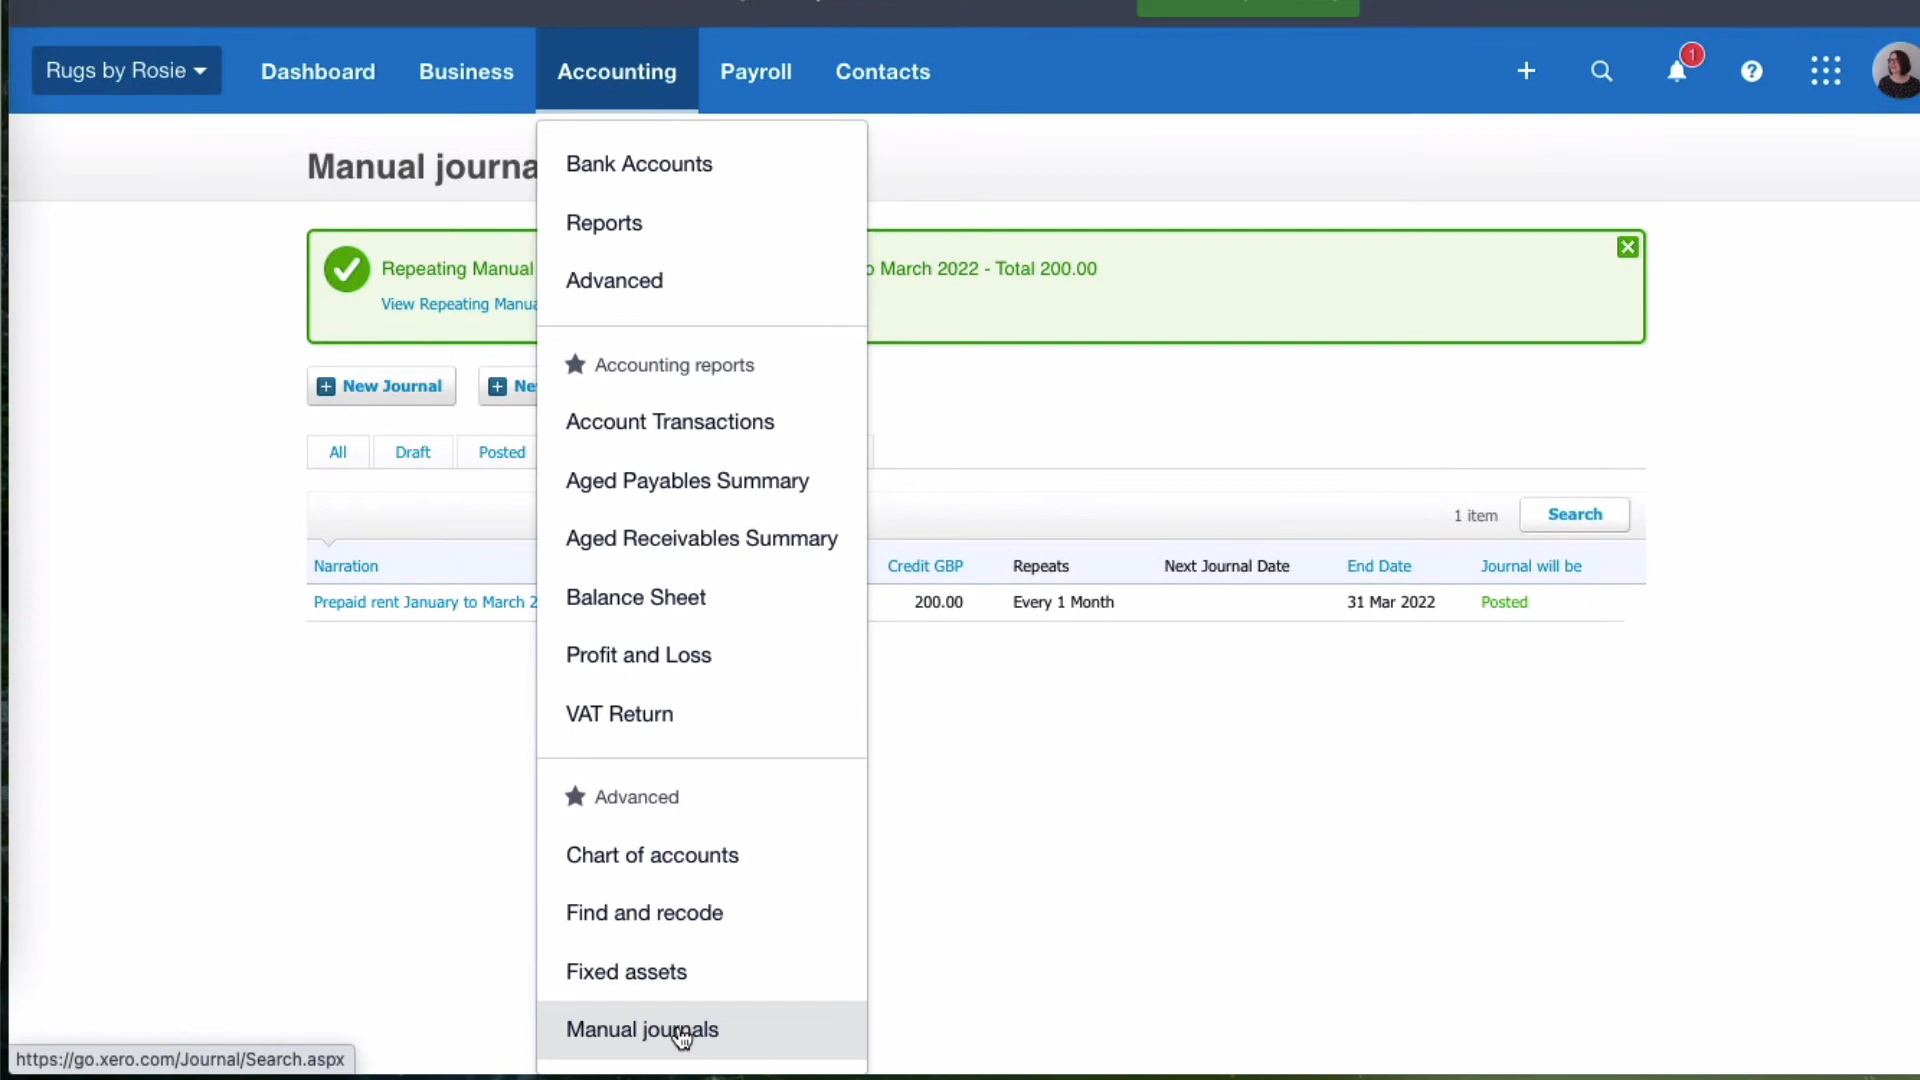 Rugs by Rosie
Dashboard
Business
Accounting
Payroll
Contacts
1
?
Manual journa
Bank Accounts
Reports
Advanced
Repeating Manual
o March 2022 - Total 200.00
View Repeating Manua
Accounting reports
New Journal
Ne
Account Transactions
All
Draft
Posted
Aged Payables Summary
1 item
Search
Aged Receivables Summary
Narration
Credit GBP
Repeats
Next Journal Date
End Date
Journal will be
Balance Sheet
Prepaid rent January to March 2
200.00
Every 1 Month
31 Mar 2022
Posted
Profit and Loss
VAT Return
Advanced
Chart of accounts
Find and recode
Fixed assets
Manual journals
https://go.xero.com/Journal/Search.aspx